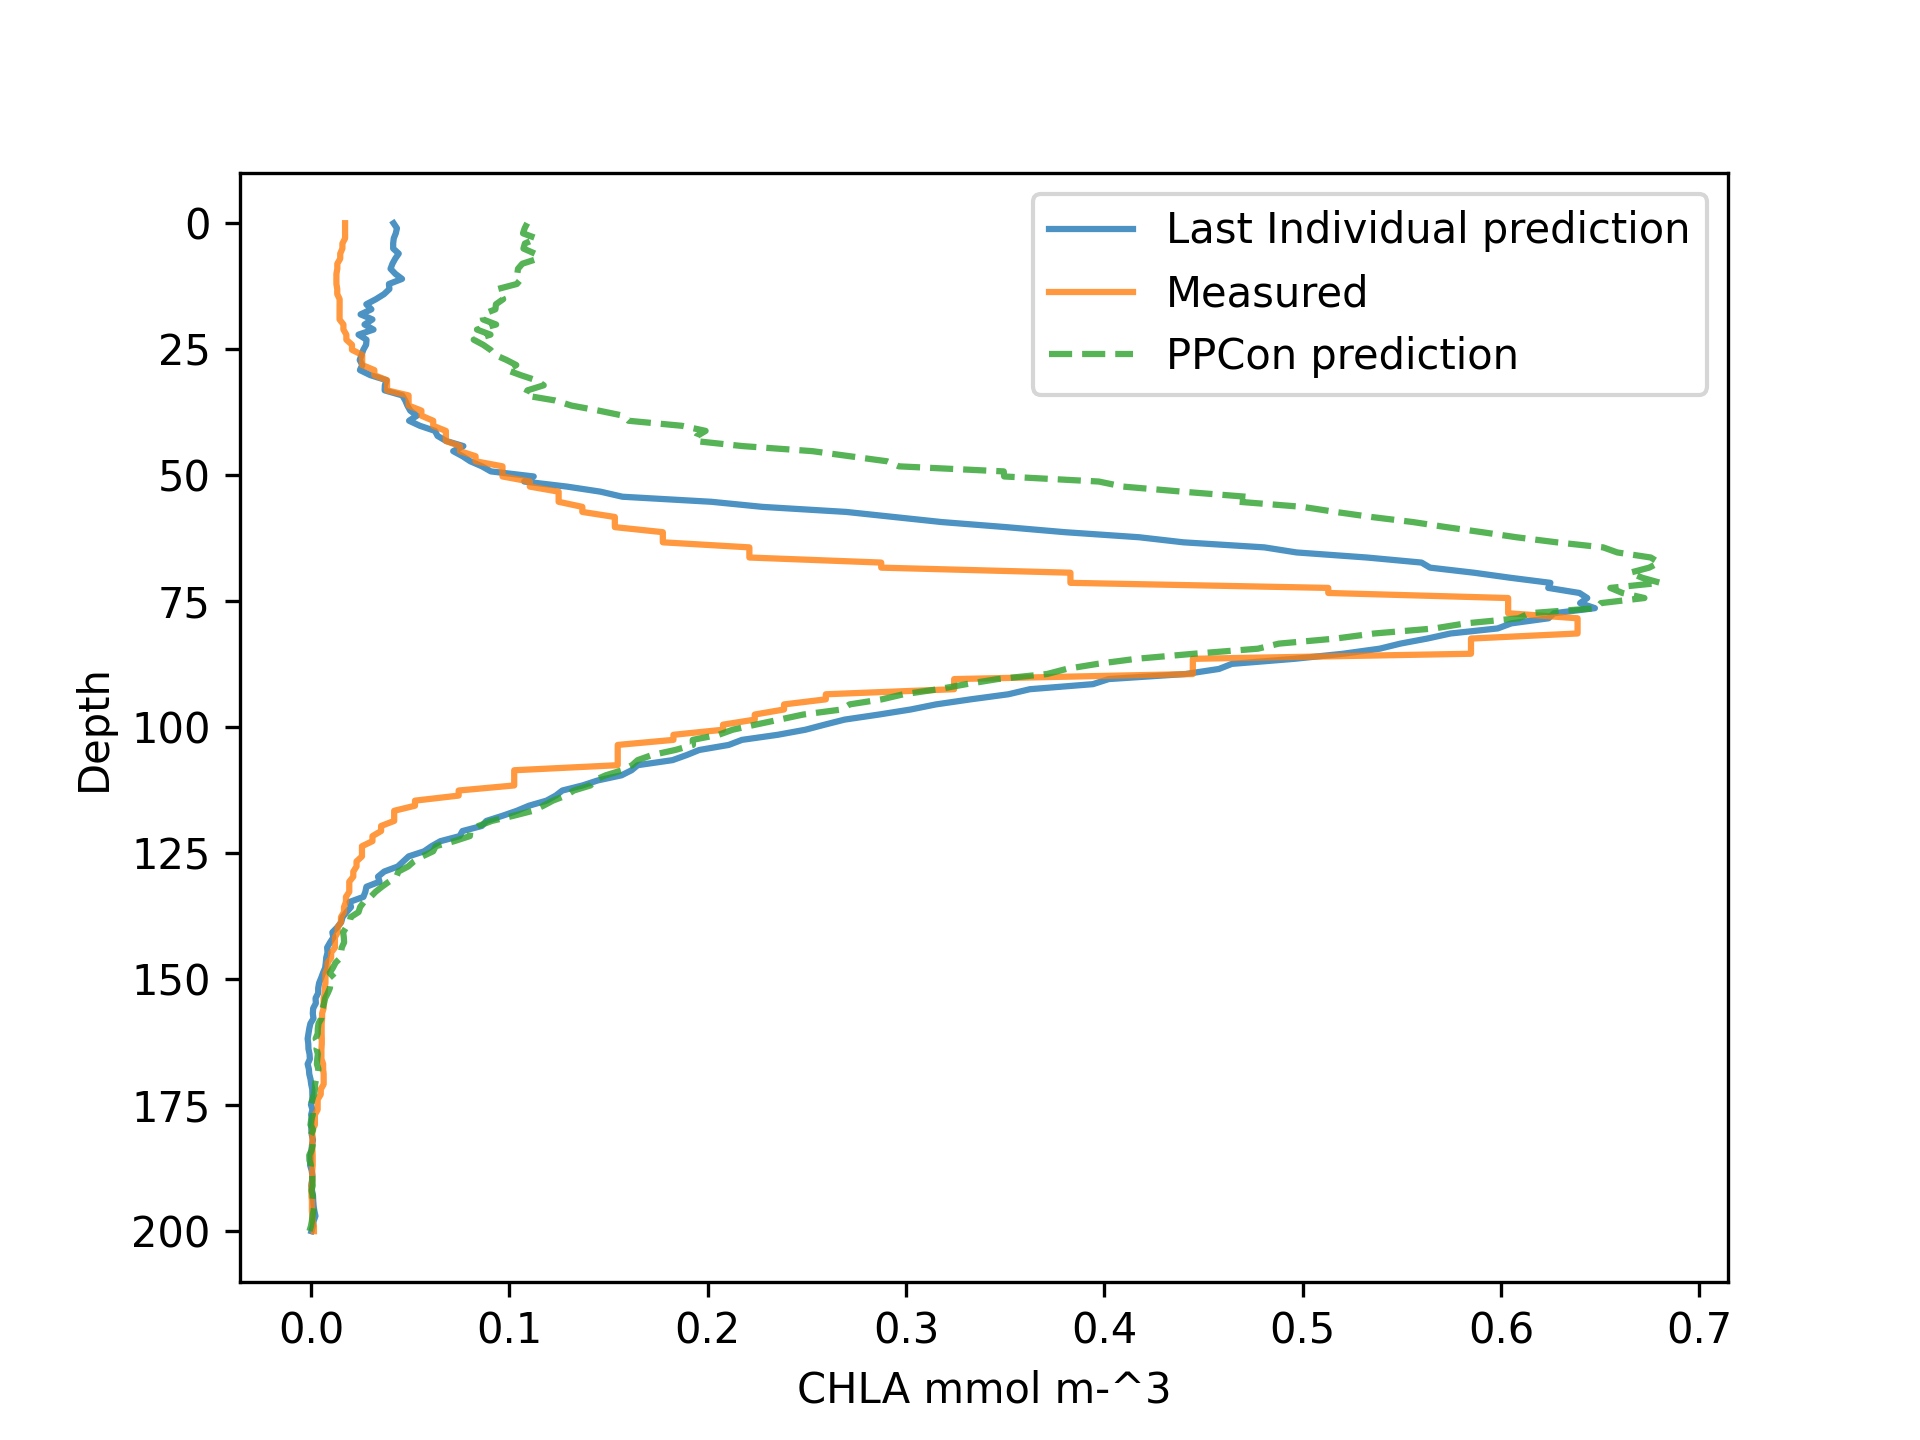 Last Individual prediction
Measured
PPCon prediction
0
25
50
75
100
125
150
175
200
Depth
0.0 0.1 0.2 0.3 0.4 0.5 0.6 0.7
CHLA mmol m-^3